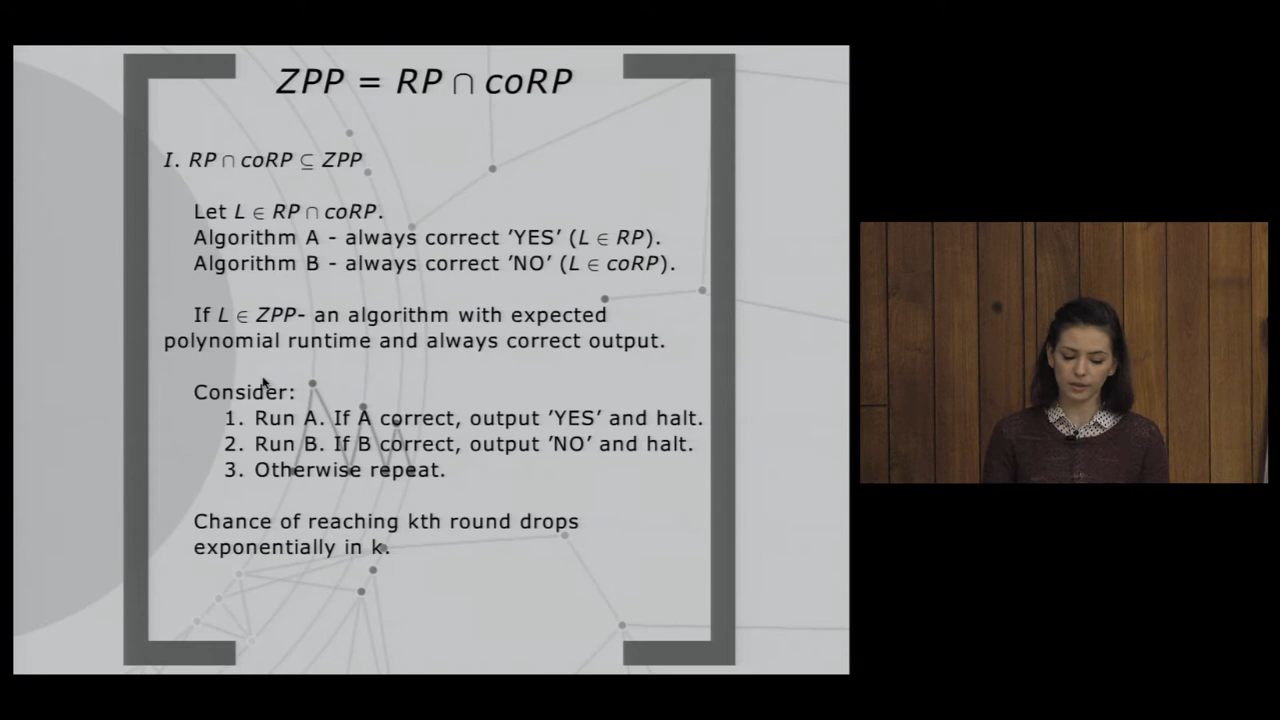 ZPP = RP ∩ coRP
I. RP ∩ coRP ⊆ ZPP
Let L ∈ RP ∩ coRP.
Algorithm A - always correct ’YES’ (L ∈ RP).
Algorithm B - always correct ’NO’ (L ∈ coRP).
If L ∈ ZPP- an algorithm with expected
polynomial runtime and always correct output.
Consider:
1. Run A. If A correct, output ’YES’ and halt.
2. Run B. If B correct, output ’NO’ and halt.
3. Otherwise repeat.
Chance of reaching kth round drops
exponentially in k.